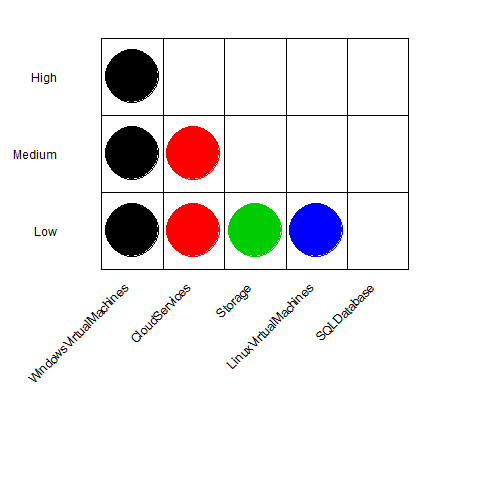 High
Medium
Low
WindowsVirtualMachines
CloudServices
Storage
LinuxVirtualMachines
SQLDatabase